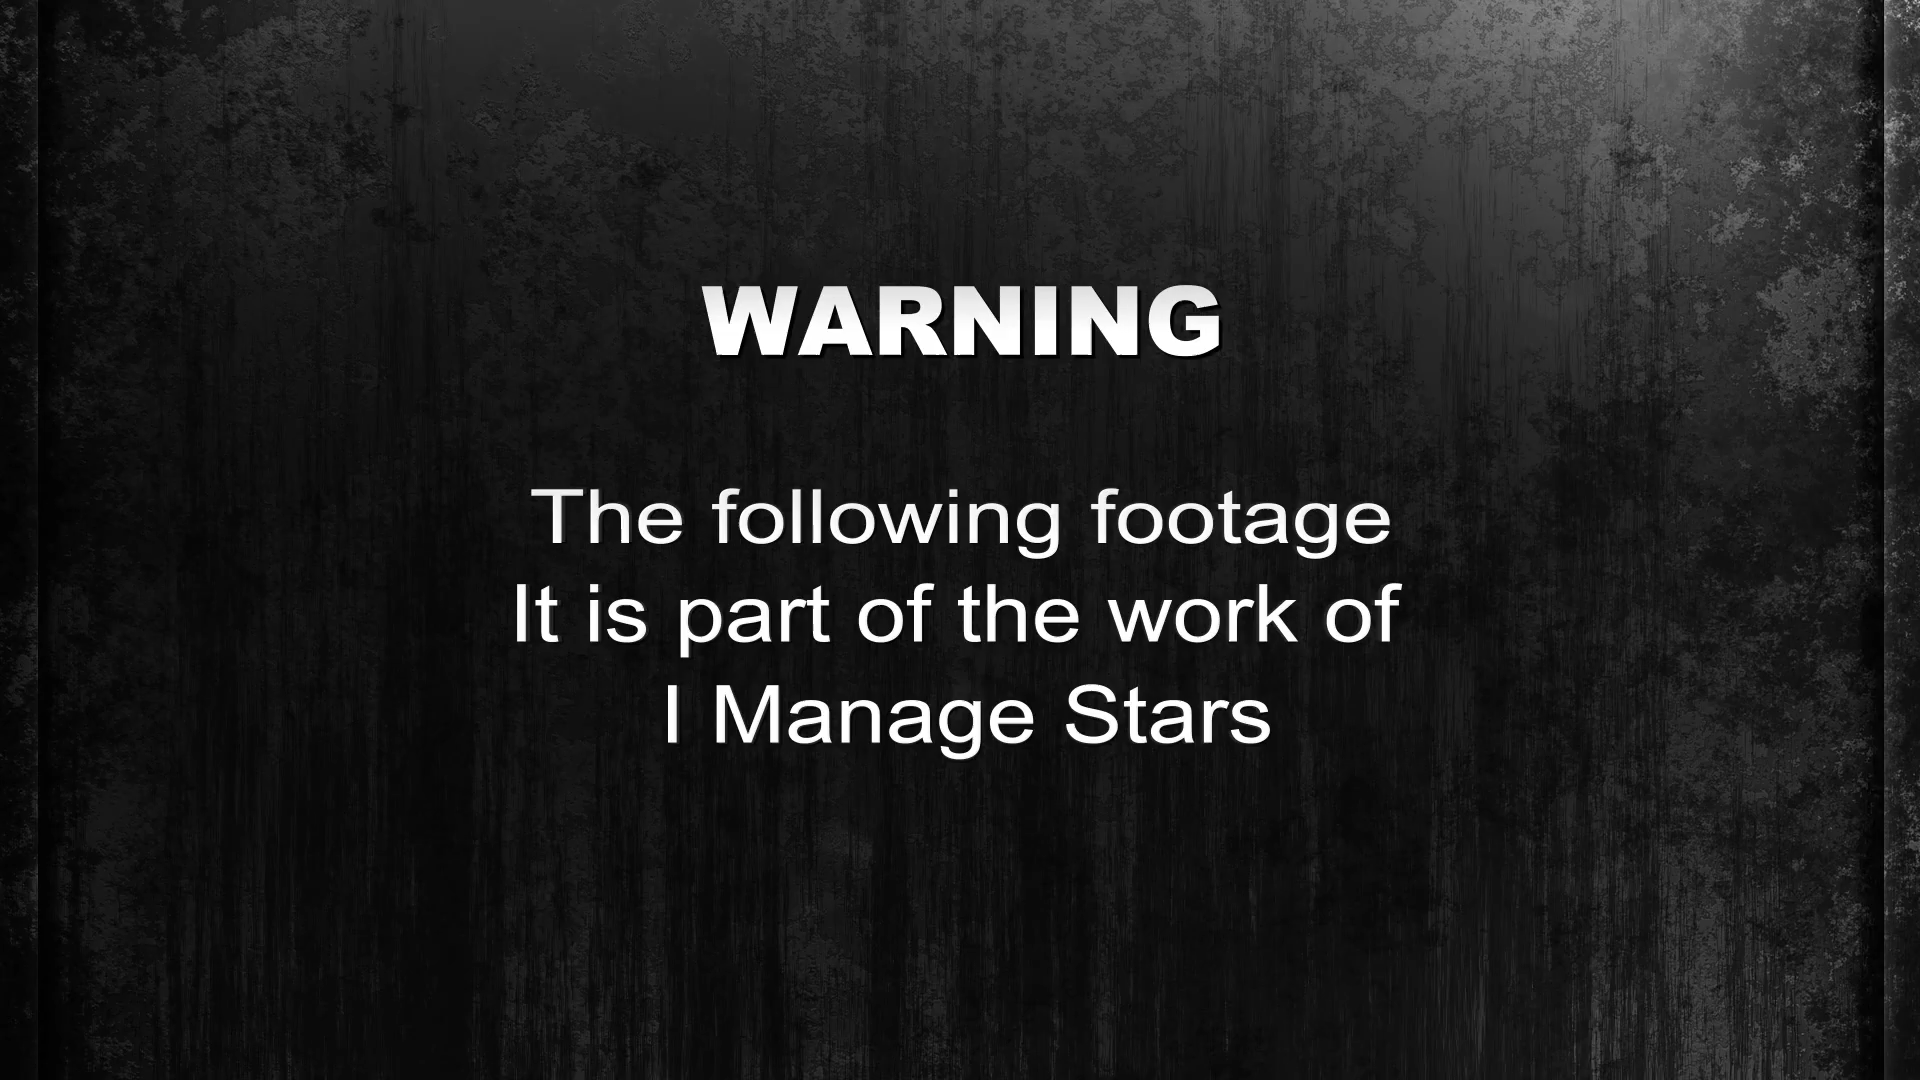 WARNING
The following footage
It is part of the work of
I Manage Stars